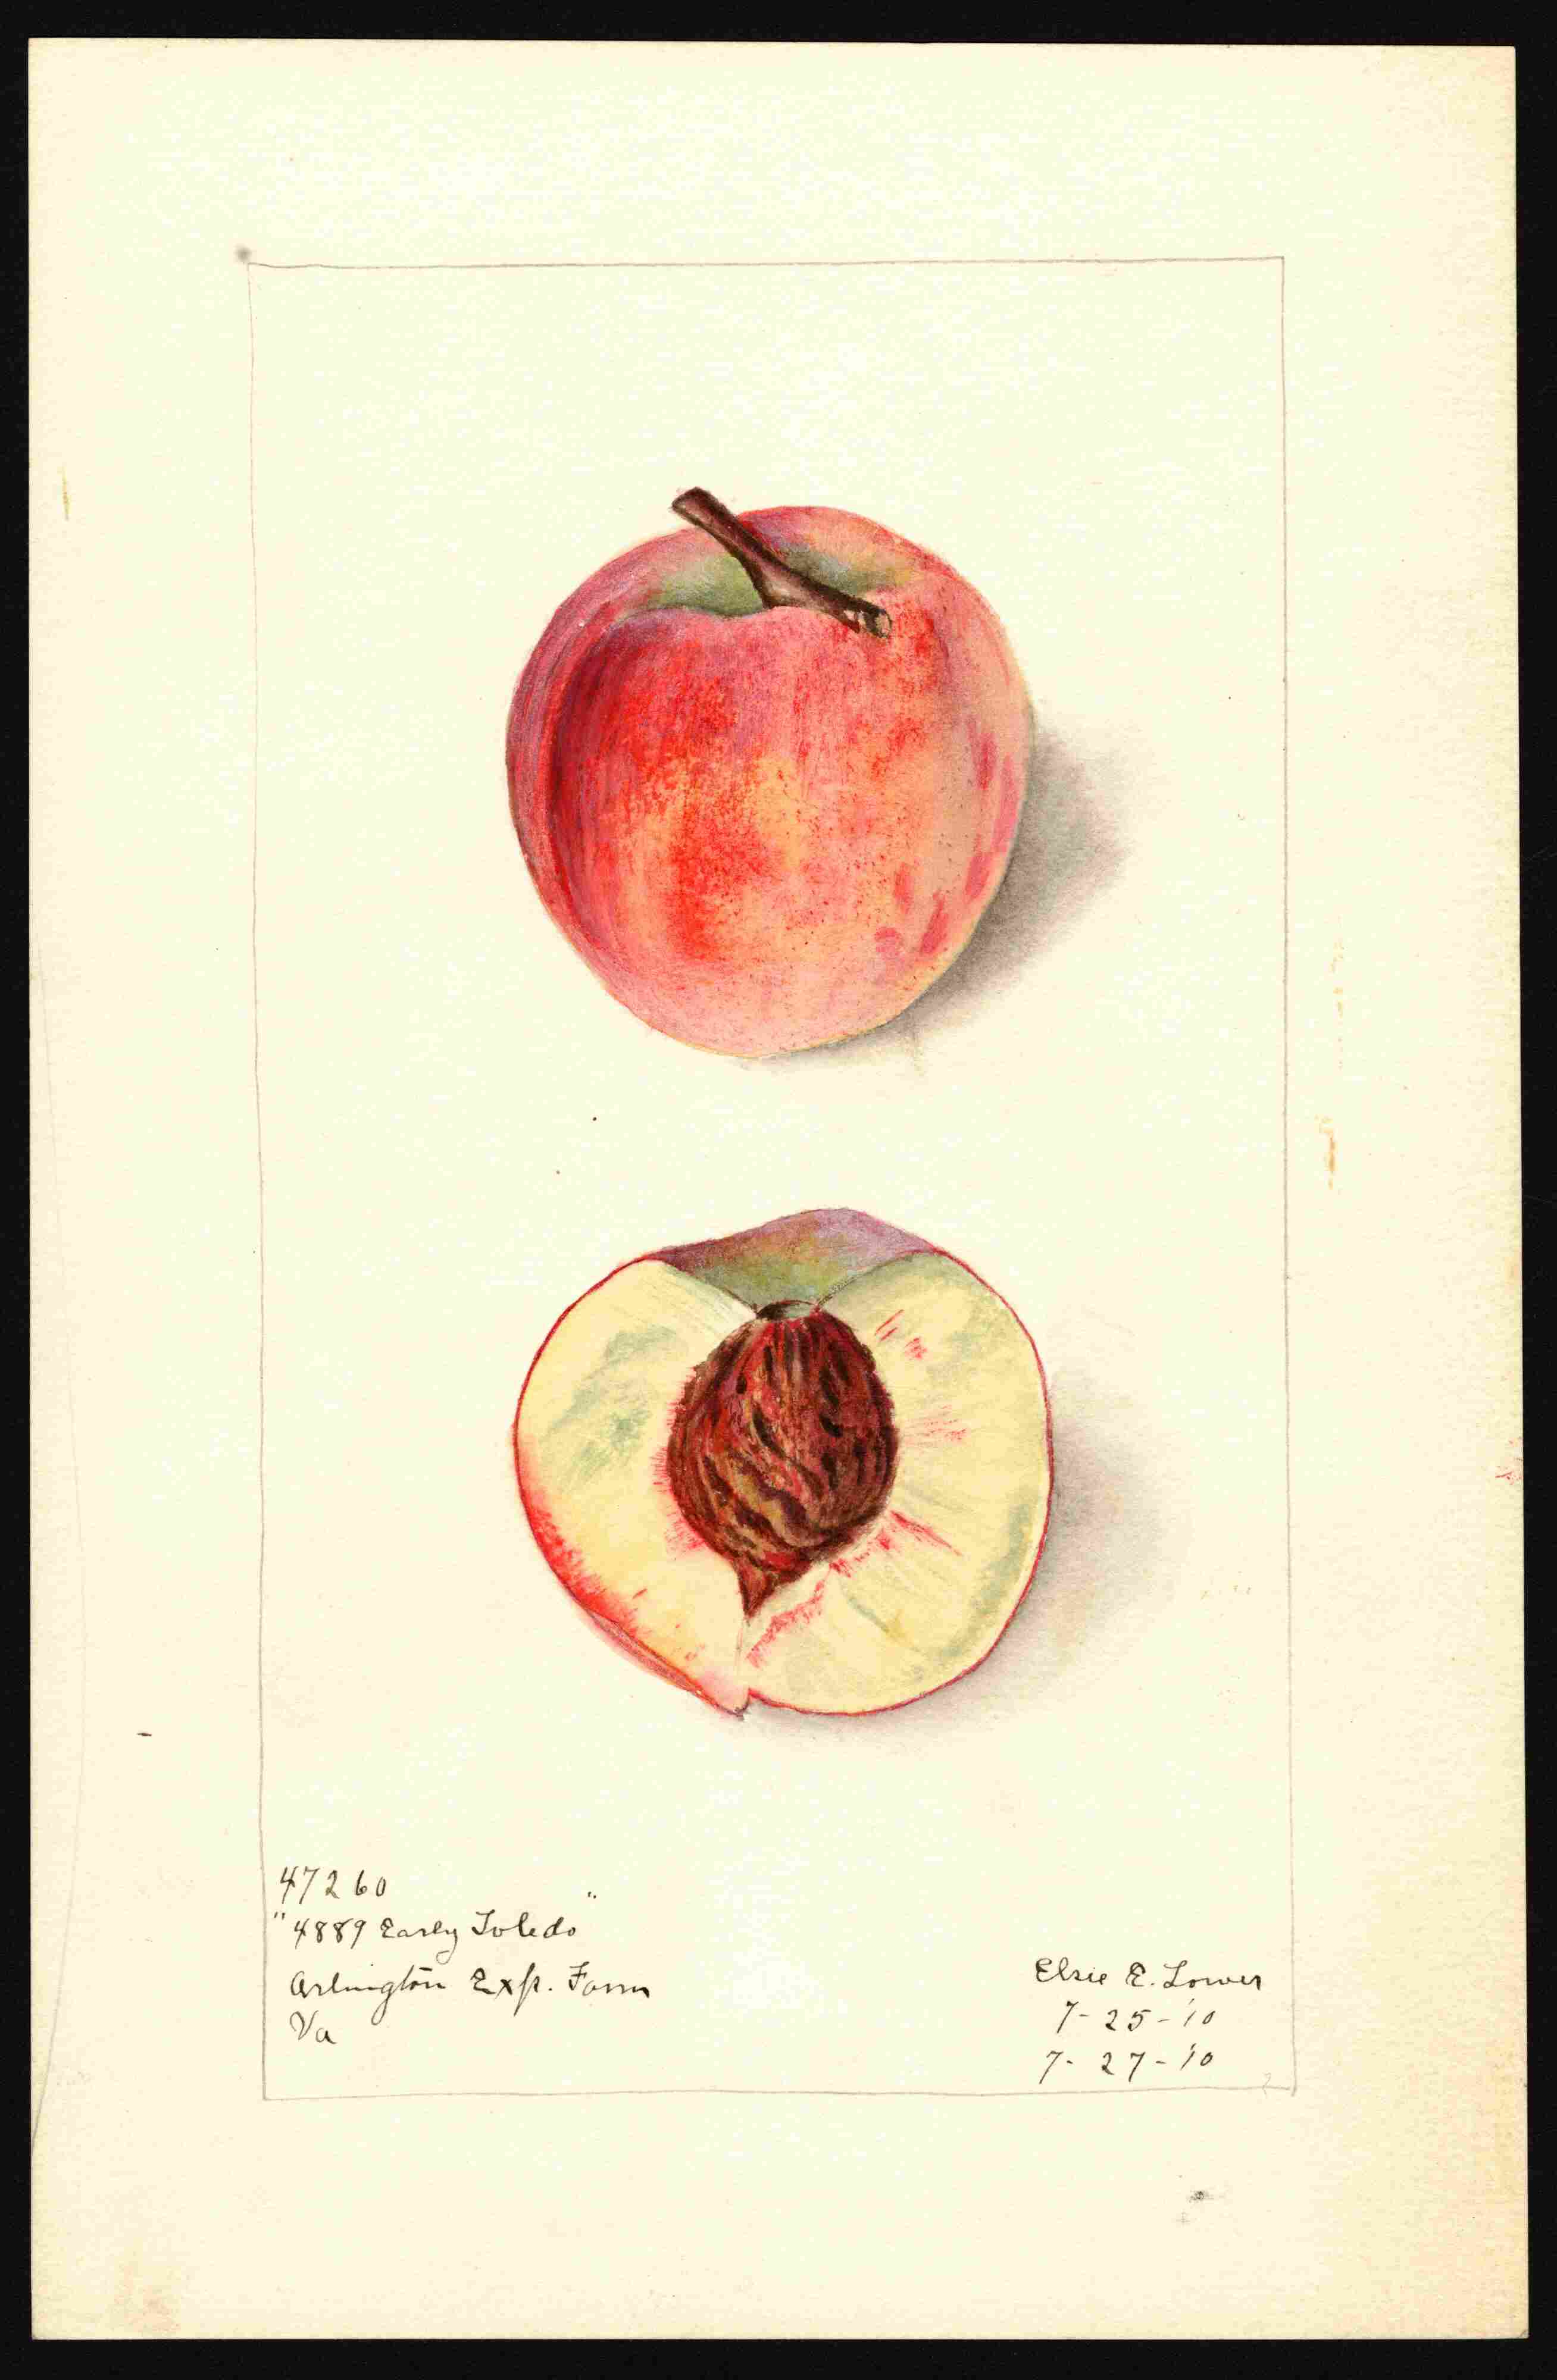 47260
"4889 Early Toledo"
Arlington Exp. Farm
Va
Elsie E. Lower
7-25-'10
7-27-'10